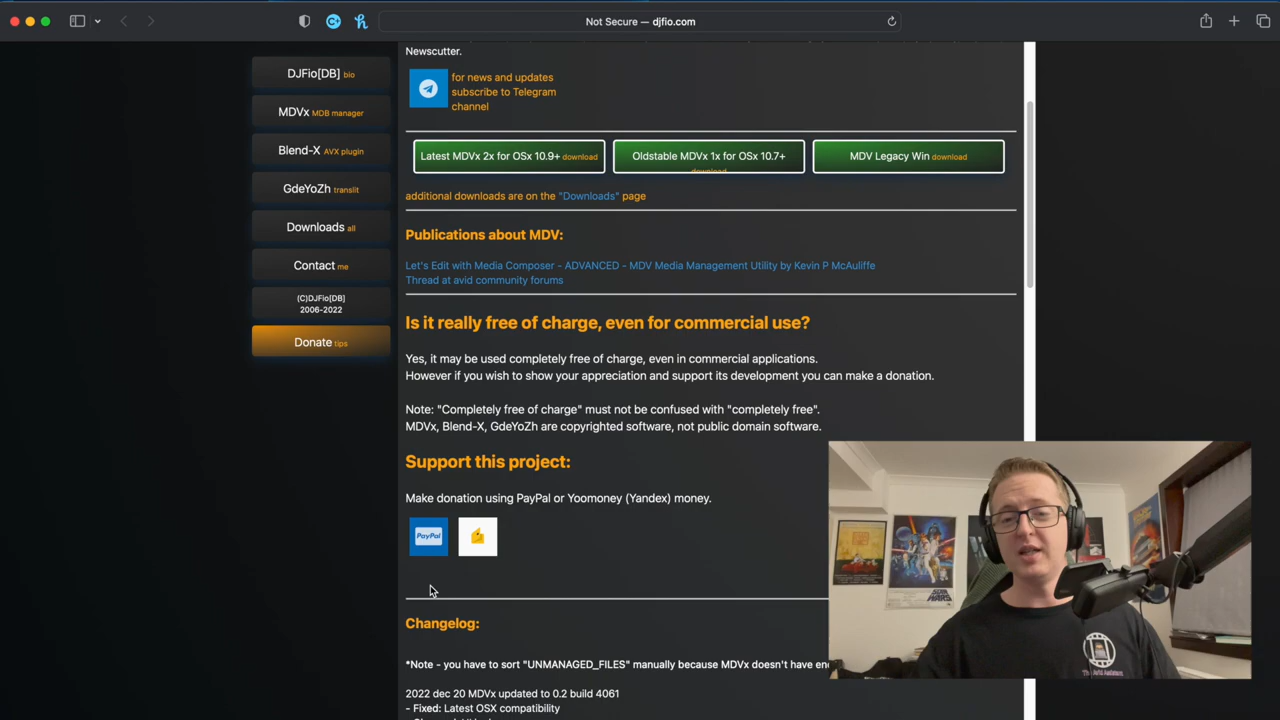 Not Secure — djfio.com
DJFio[DB] bio
MDVx MDB manager
Blend-X AVX plugin
GdeYoZh translit
Downloads all
Contact me
(C)DJFio[DB]
2006-2022
Donate tips
Newscutter.
for news and updates
subscribe to Telegram
channel
Latest MDVx 2x for OSx 10.9+ download
Oldstable MDVx 1x for OSx 10.7+
download
MDV Legacy Win download
additional downloads are on the "Downloads" page
Publications about MDV:
Let's Edit with Media Composer - ADVANCED - MDV Media Management Utility by Kevin P McAuliffe
Thread at avid community forums
Is it really free of charge, even for commercial use?
Yes, it may be used completely free of charge, even in commercial applications.
However if you wish to show your appreciation and support its development you can make a donation.
Note: "Completely free of charge" must not be confused with "completely free".
MDVx, Blend-X, GdeYoZh are copyrighted software, not public domain software.
Support this project:
Make donation using PayPal or Yoomoney (Yandex) money.
PayPal
Changelog:
*Note - you have to sort "UNMANAGED_FILES" manually because MDVx doesn't have
2022 dec 20 MDVx updated to 0.2 build 4061
- Fixed: Latest OSX compatibility
STAR
WARS